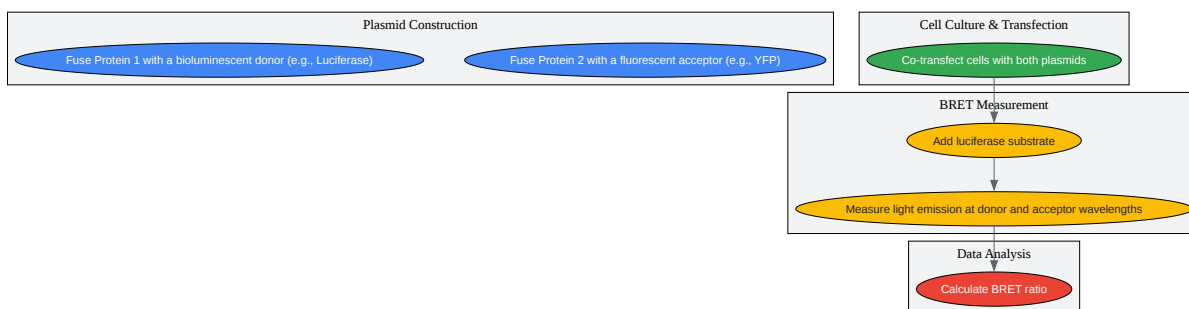 Plasmid Construction
Fuse Protein 1 with a bioluminescent donor (e.g., Luciferase)
Fuse Protein 2 with a fluorescent acceptor (e.g., YFP)
Cell Culture & Transfection
Co-transfect cells with both plasmids
BRET Measurement
Add luciferase substrate
Measure light emission at donor and acceptor wavelengths
Data Analysis
Calculate BRET ratio